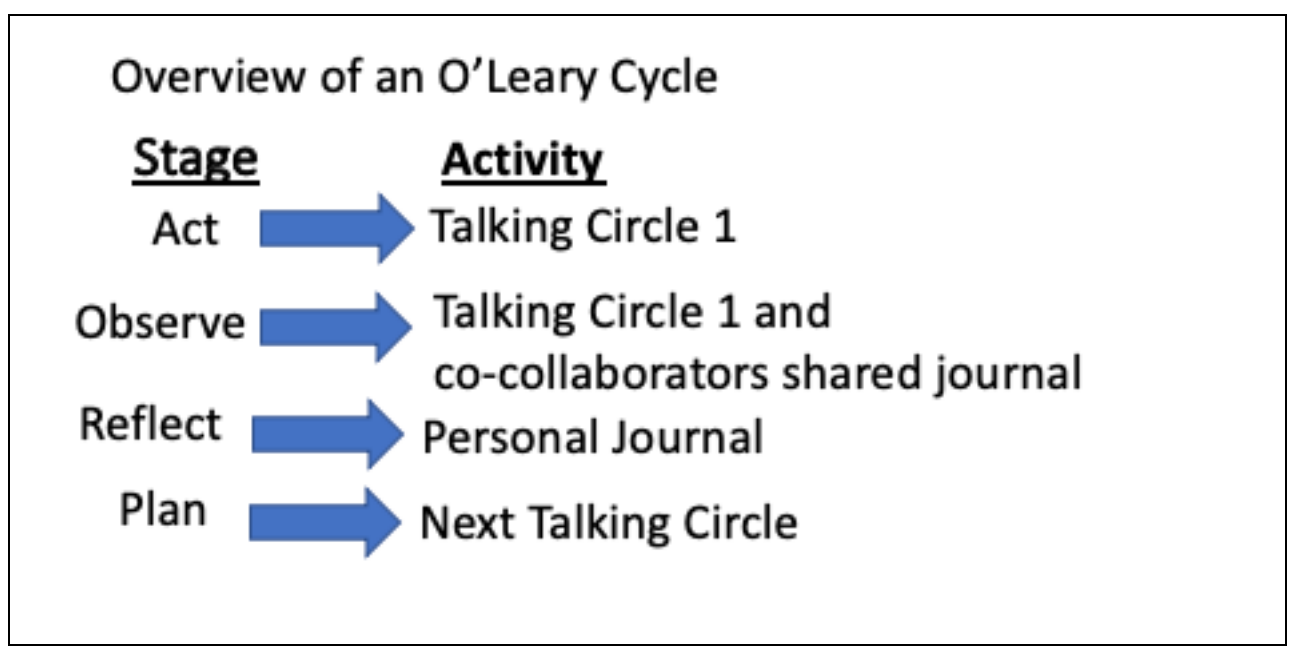 Overview of an O’Leary Cycle
Stage Activity
Act Talking Circle 1
Observe Talking Circle 1 and
co-collaborators shared journal
Reflect Personal Journal
Plan Next Talking Circle